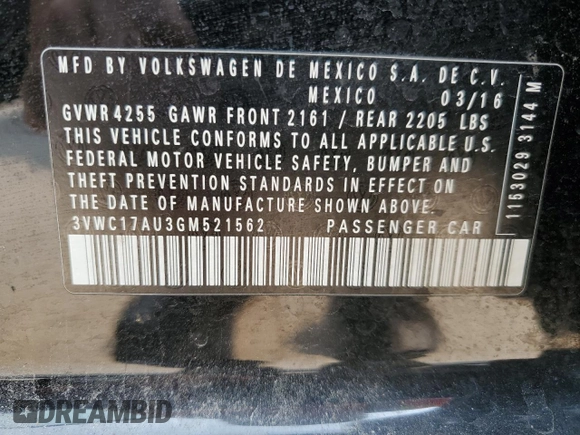 MFD BY VOLKSWAGEN DE MEXICO S.A. DE C.V.
MEXICO 03/16
GVWR 4255 GAWR FRONT 2161 / REAR 2205 LBS
THIS VEHICLE CONFORMS TO ALL APPLICABLE U.S.
FEDERAL MOTOR VEHICLE SAFETY, BUMPER AND
THEFT PREVENTION STANDARDS IN EFFECT ON
THE DATE OF MANUFACTURE SHOWN ABOVE.
3VWC17AU3GM521562 PASSENGER CAR
1153029 3144 M
DREAMBID